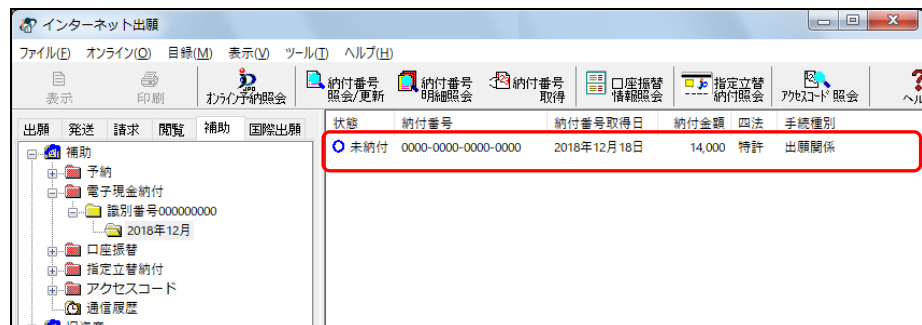 インターネット出願
ファイル(F) オンライン(O) 目録(M) 表示(V) ツール(T) ヘルプ(H)
表示
印刷
JPO
オンライン予納照会
納付番号
照会/更新
納付番号
明細照会
納付番号
取得
口座振替
情報照会
指定立替
納付照会
アクセスコード照会
出願 発送 請求 閲覧 補助 国際出願
補助
予納
電子現金納付
識別番号000000000
2018年12月
口座振替
指定立替納付
アクセスコード
通信履歴
状態 納付番号 納付番号取得日 納付金額 四法 手続種別
未納付 0000-0000-0000-0000 2018年12月18日 14,000 特許 出願関係